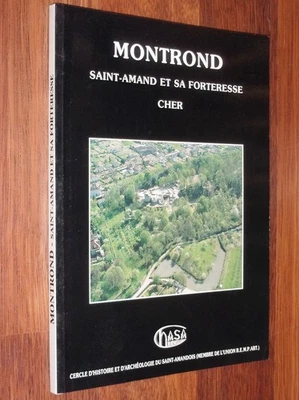 MONTROND
SAINT-AMAND ET SA FORTERESSE
CHER
CHASA
CERCLE D'HISTOIRE ET D'ARCHÉOLOGIE DU SAINT-AMANDOIS (MEMBRE DE L'UNION R.E.M.P.ART.)
MONTROND - SAINT-AMAND ET SA FORTERESSE